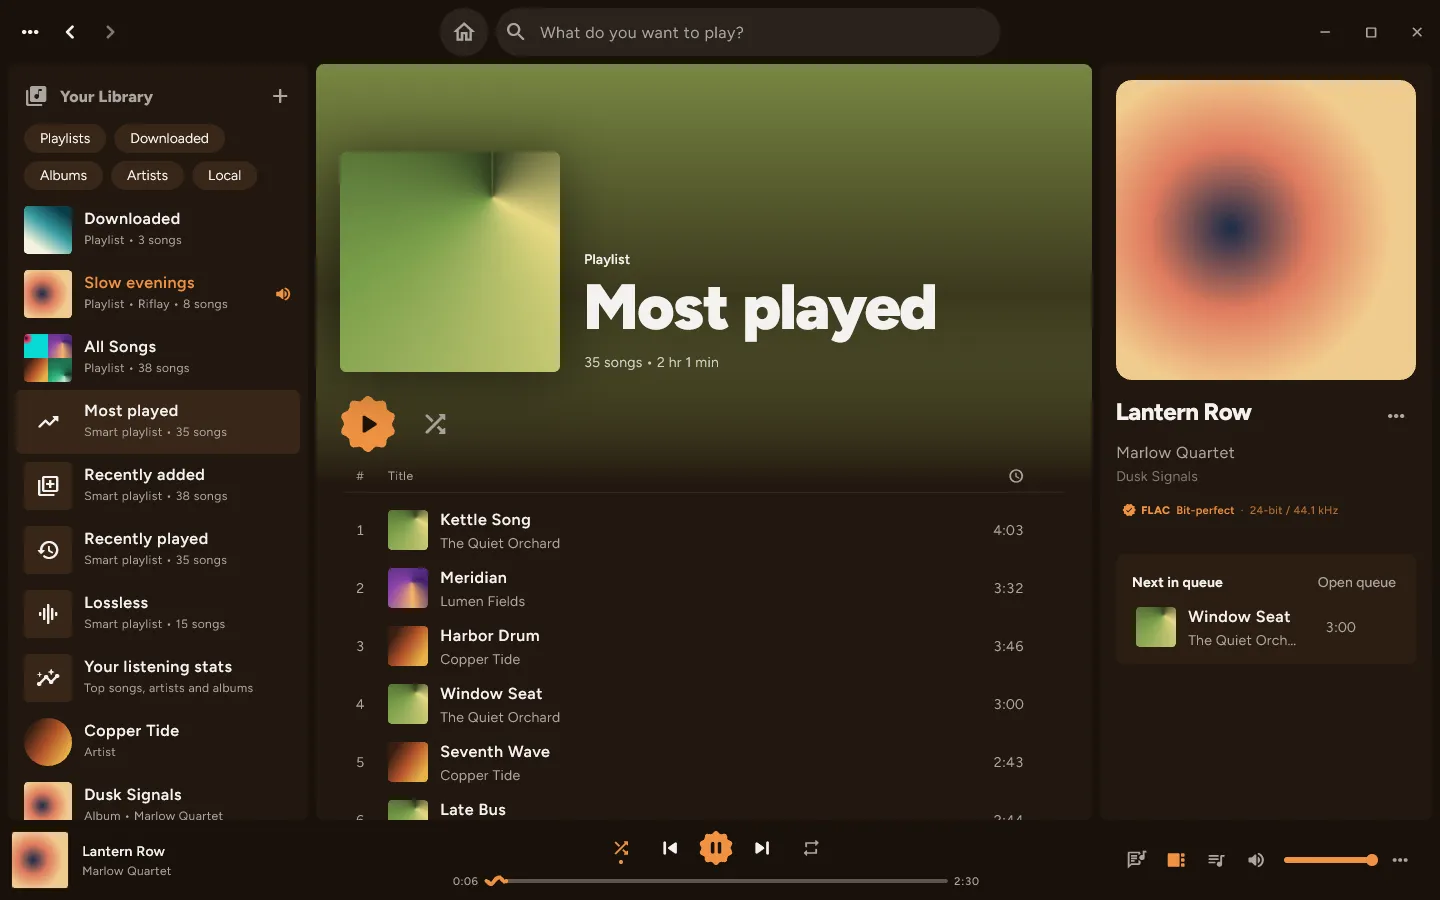 What do you want to play?
Your Library
Playlists
Downloaded
Albums
Artists
Local
Downloaded
Playlist • 3 songs
Slow evenings
Playlist • Riflay • 8 songs
All Songs
Playlist • 38 songs
Most played
Smart playlist • 35 songs
Recently added
Smart playlist • 38 songs
Recently played
Smart playlist • 35 songs
Lossless
Smart playlist • 15 songs
Your listening stats
Top songs, artists and albums
Copper Tide
Artist
Dusk Signals
Album • Marlow Quartet
Playlist
Most played
35 songs • 2 hr 1 min
# Title
1 Kettle Song 4:03
The Quiet Orchard
2 Meridian 3:32
Lumen Fields
3 Harbor Drum 3:46
Copper Tide
4 Window Seat 3:00
The Quiet Orchard
5 Seventh Wave 2:43
Copper Tide
6 Late Bus 2:44
Lantern Row
Marlow Quartet
Dusk Signals
FLAC Bit-perfect · 24-bit / 44.1 kHz
Next in queue Open queue
Window Seat 3:00
The Quiet Orch...
Lantern Row
Marlow Quartet
0:06 2:30